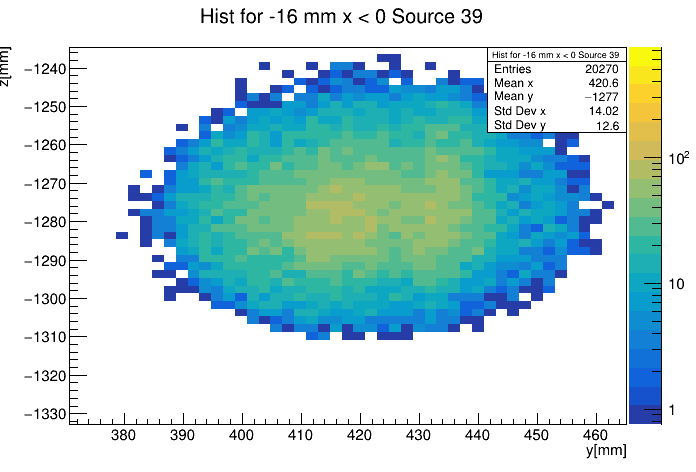 Hist for -16 mm x < 0 Source 39
z[mm]
Hist for -16 mm x < 0 Source 39
Entries 20270
Mean x 420.6
Mean y −1277
Std Dev x 14.02
Std Dev y 12.6
−1240
−1250
−1260
−1270
−1280
−1290
−1300
−1310
−1320
−1330
380 390 400 410 420 430 440 450 460
y[mm]
10²
10
1